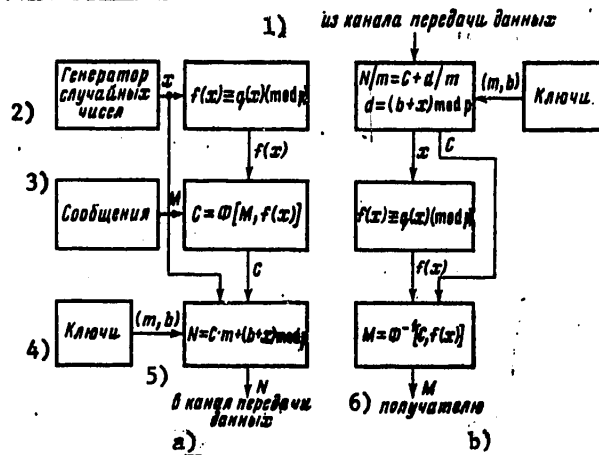 1)
из канала передачи данных
Генератор
случайных
чисел
x
f(x)≡q(x)(mod p)
N/m=C+d/m
d=(b+x)mod p
(m,b)
Ключи
2)
f(x)
x
C
3)
Сообщения
M
C=Ф[M,f(x)]
f(x)≡q(x)(mod p)
C
f(x)
4)
Ключи
(m,b)
N=C·m+(b+x)mod p
M=Ф⁻¹[C,f(x)]
5)
N
в канал передачи
данных
6)
M
получателю
a)
b)